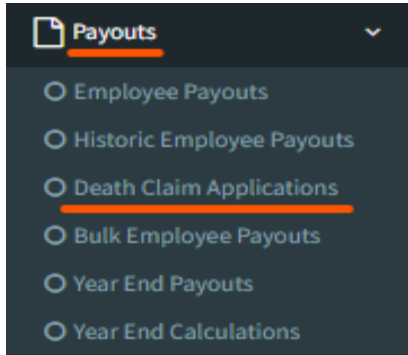 Payouts
Employee Payouts
Historic Employee Payouts
Death Claim Applications
Bulk Employee Payouts
Year End Payouts
Year End Calculations